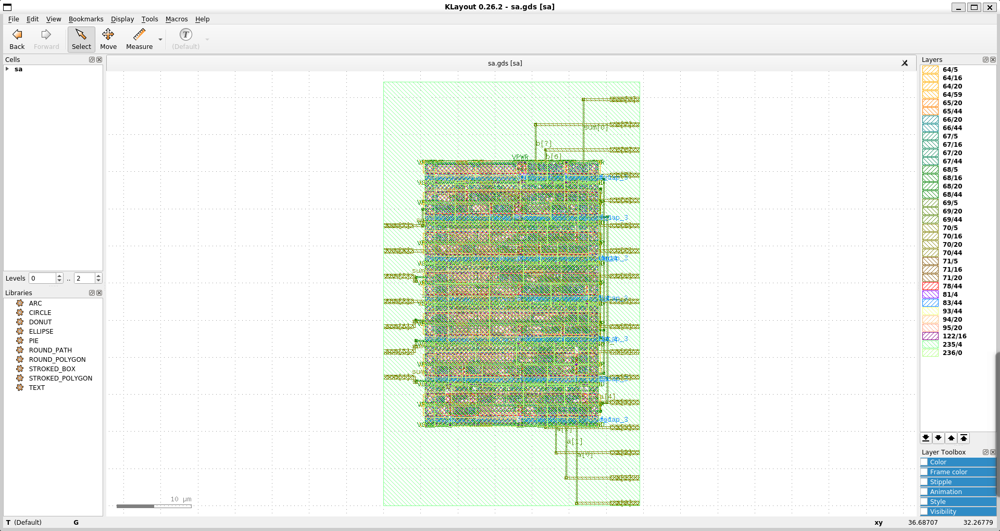 KLayout 0.26.2 - sa.gds [sa]
File Edit View Bookmarks Display Tools Macros Help
Back Forward Select Move Measure (Default)
Cells
sa
Levels 0 .. 2
Libraries
ARC
CIRCLE
DONUT
ELLIPSE
PIE
ROUND_PATH
ROUND_POLYGON
STROKED_BOX
STROKED_POLYGON
TEXT
sa.gds [sa]
sum[0]
b[7]
VPWR
b[6]
a[4]
10 µm
Layers
64/5
64/16
64/20
64/59
65/20
65/44
66/20
66/44
67/5
67/16
67/20
67/44
68/5
68/16
68/20
68/44
69/5
69/20
69/44
70/5
70/16
70/20
70/44
71/5
71/16
71/20
78/44
81/4
83/44
93/44
94/20
95/20
122/16
235/4
236/0
Layer Toolbox
Color
Frame color
Stipple
Animation
Style
Visibility
T (Default) G xy 36.68707 32.26779